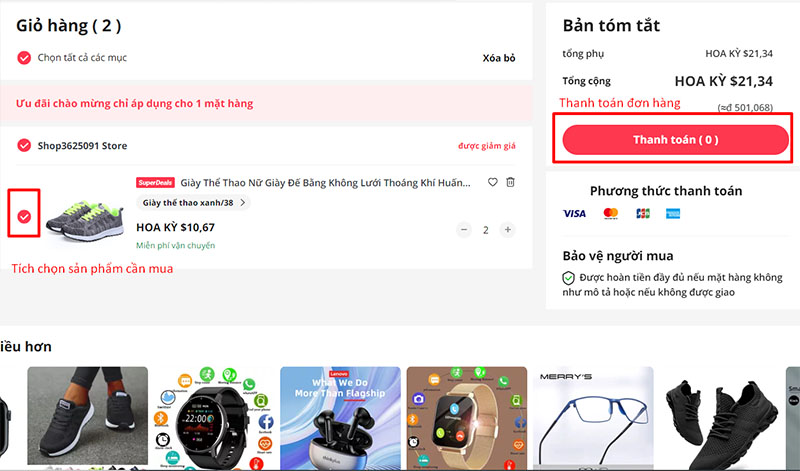 Giỏ hàng ( 2 )
Chọn tất cả các mục
Xóa bỏ
Ưu đãi chào mừng chỉ áp dụng cho 1 mặt hàng
Shop3625091 Store
được giảm giá
SuperDeals Giày Thể Thao Nữ Giày Đế Bằng Không Lưới Thoáng Khí Huấn...
Giày thể thao xanh/38 >
HOA KỲ $10,67
Miễn phí vận chuyển
− 2 +
Tích chọn sản phẩm cần mua
Bản tóm tắt
tổng phụ HOA KỲ $21,34
Tổng cộng HOA KỲ $21,34
Thanh toán đơn hàng
(≈đ 501,068)
Thanh toán ( 0 )
Phương thức thanh toán
VISA JCB
Bảo vệ người mua
Được hoàn tiền đầy đủ nếu mặt hàng không
như mô tả hoặc nếu không được giao
iều hơn
Lenovo
What We Do
More Than Flagship
MERRY'S
22:00